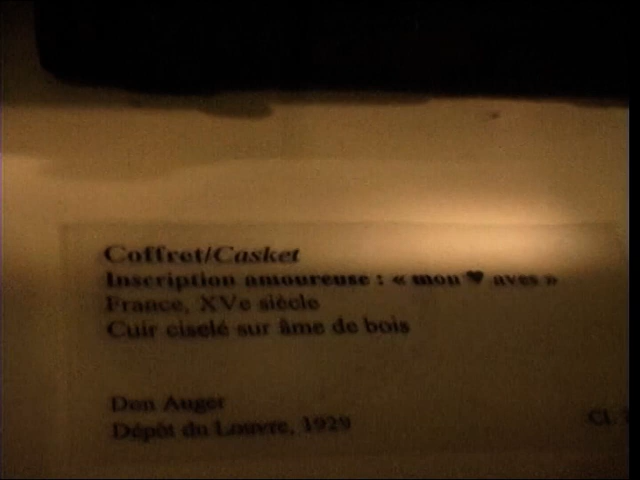 Coffret/Casket
Inscription amoureuse : « mon ♥ aves »
France, XVe siècle
Cuir ciselé sur âme de bois
Don Auger
Dépôt du Louvre, 1929
Cl.